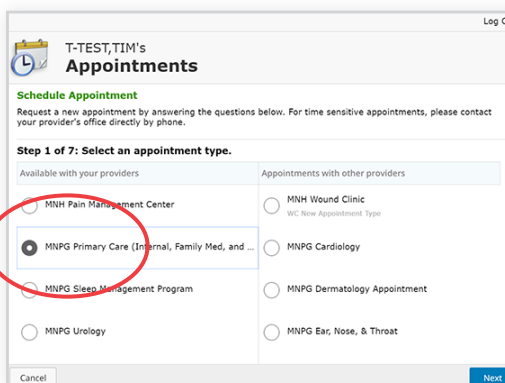 Log
T-TEST,TIM's
Appointments
Schedule Appointment
Request a new appointment by answering the questions below. For time sensitive appointments, please contact
your provider's office directly by phone.
Step 1 of 7: Select an appointment type.
Available with your providers
Appointments with other providers
MNH Pain Management Center
MNH Wound Clinic
WC New Appointment Type
MNPG Primary Care (Internal, Family Med, and ...
MNPG Cardiology
MNPG Sleep Management Program
MNPG Dermatology Appointment
MNPG Urology
MNPG Ear, Nose, & Throat
Cancel
Next